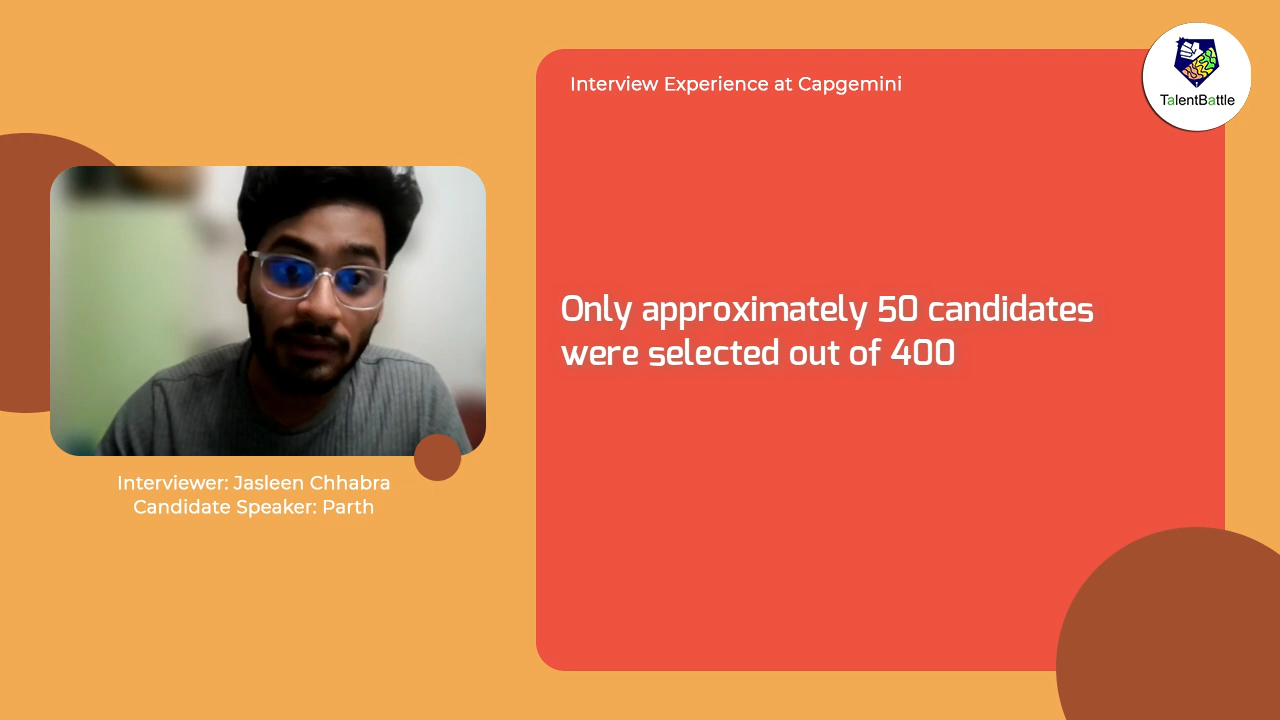 Interview Experience at Capgemini
TalentBattle
Only approximately 50 candidates
were selected out of 400
Interviewer: Jasleen Chhabra
Candidate Speaker: Parth